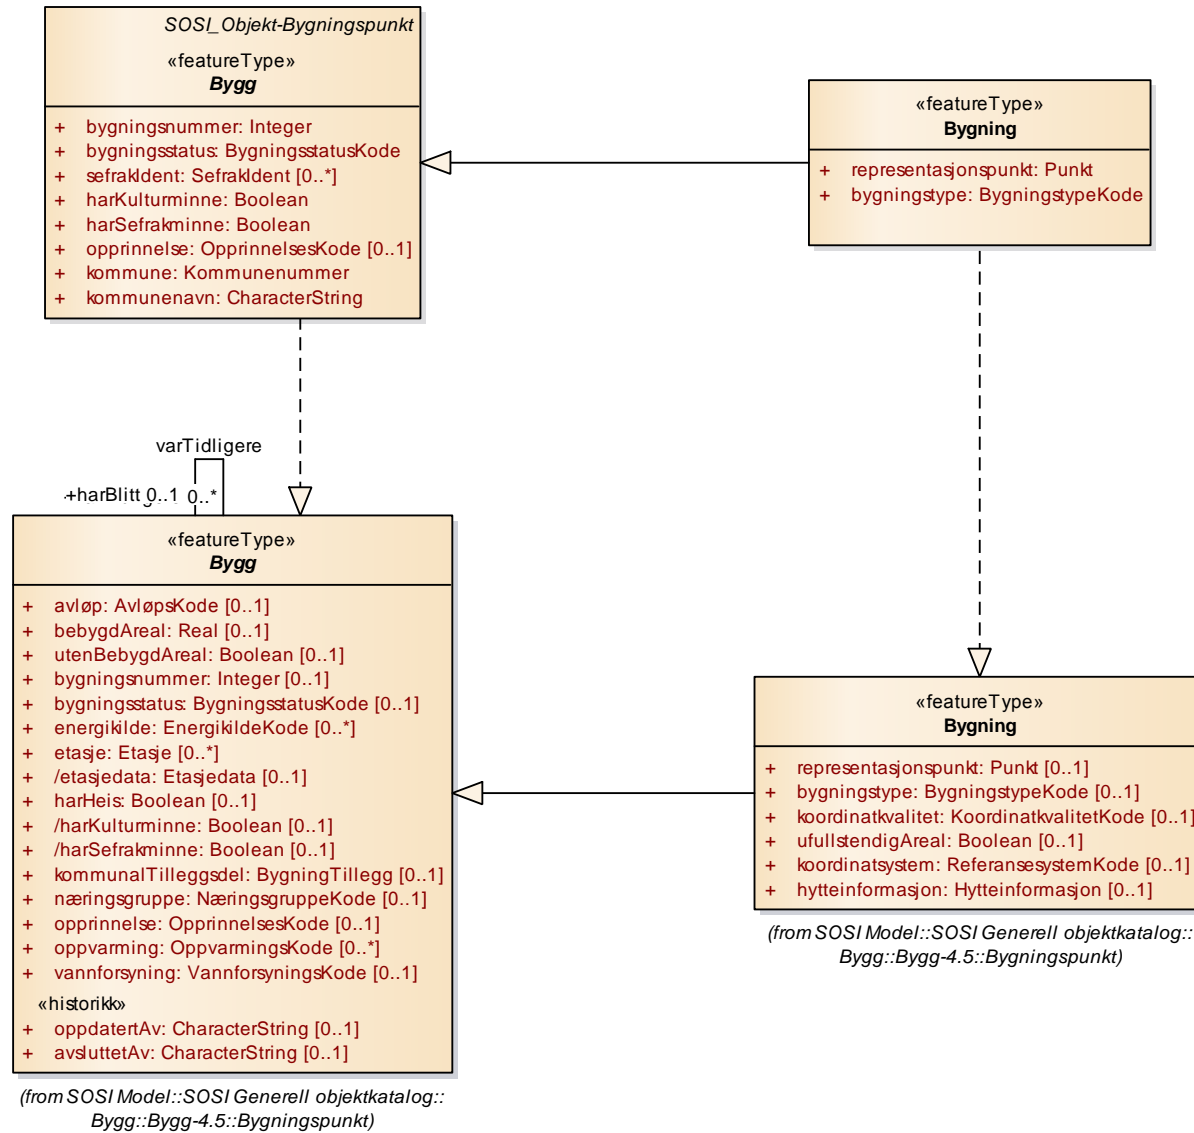 SOSI_Objekt-Bygningspunkt
«featureType»
Bygg
+ bygningsnummer: Integer
+ bygningsstatus: BygningsstatusKode
+ sefrakIdent: SefrakIdent [0..*]
+ harKulturminne: Boolean
+ harSefrakminne: Boolean
+ opprinnelse: OpprinnelsesKode [0..1]
+ kommune: Kommunenummer
+ kommunenavn: CharacterString
«featureType»
Bygning
+ representasjonspunkt: Punkt
+ bygningstype: BygningstypeKode
varTidligere
+harBlitt 0..1 0..*
«featureType»
Bygg
+ avløp: AvløpsKode [0..1]
+ bebygdAreal: Real [0..1]
+ utenBebygdAreal: Boolean [0..1]
+ bygningsnummer: Integer [0..1]
+ bygningsstatus: BygningsstatusKode [0..1]
+ energikilde: EnergikildeKode [0..*]
+ etasje: Etasje [0..*]
+ /etasjedata: Etasjedata [0..1]
+ harHeis: Boolean [0..1]
+ /harKulturminne: Boolean [0..1]
+ /harSefrakminne: Boolean [0..1]
+ kommunalTilleggsdel: BygningTillegg [0..1]
+ næringsgruppe: NæringsgruppeKode [0..1]
+ opprinnelse: OpprinnelsesKode [0..1]
+ oppvarming: OppvarmingsKode [0..*]
+ vannforsyning: VannforsyningsKode [0..1]
«historikk»
+ oppdatertAv: CharacterString [0..1]
+ avsluttetAv: CharacterString [0..1]
(from SOSI Model::SOSI Generell objektkatalog::
Bygg::Bygg-4.5::Bygningspunkt)
«featureType»
Bygning
+ representasjonspunkt: Punkt [0..1]
+ bygningstype: BygningstypeKode [0..1]
+ koordinatkvalitet: KoordinatkvalitetKode [0..1]
+ ufullstendigAreal: Boolean [0..1]
+ koordinatsystem: ReferansesystemKode [0..1]
+ hytteinformasjon: Hytteinformasjon [0..1]
(from SOSI Model::SOSI Generell objektkatalog::
Bygg::Bygg-4.5::Bygningspunkt)